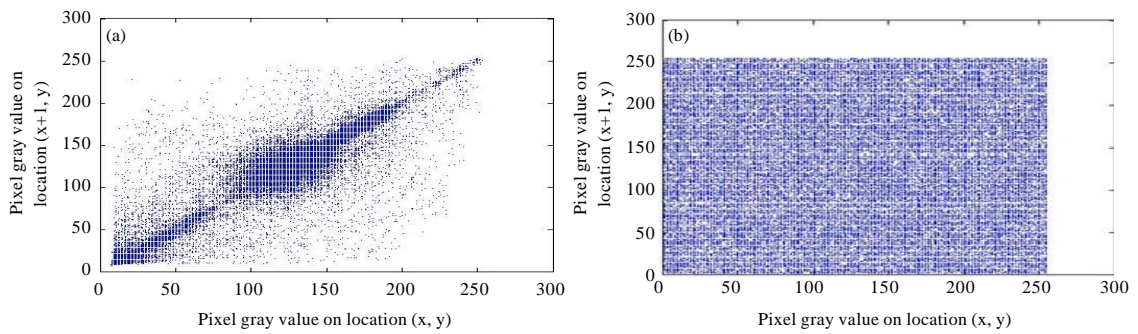 (a)
300
250
200
150
100
50
0
Pixel gray value on
location (x+1, y)
0 50 100 150 200 250 300
Pixel gray value on location (x, y)
(b)
300
250
200
150
100
50
0
Pixel gray value on
location (x+1, y)
0 50 100 150 200 250 300
Pixel gray value on location (x, y)